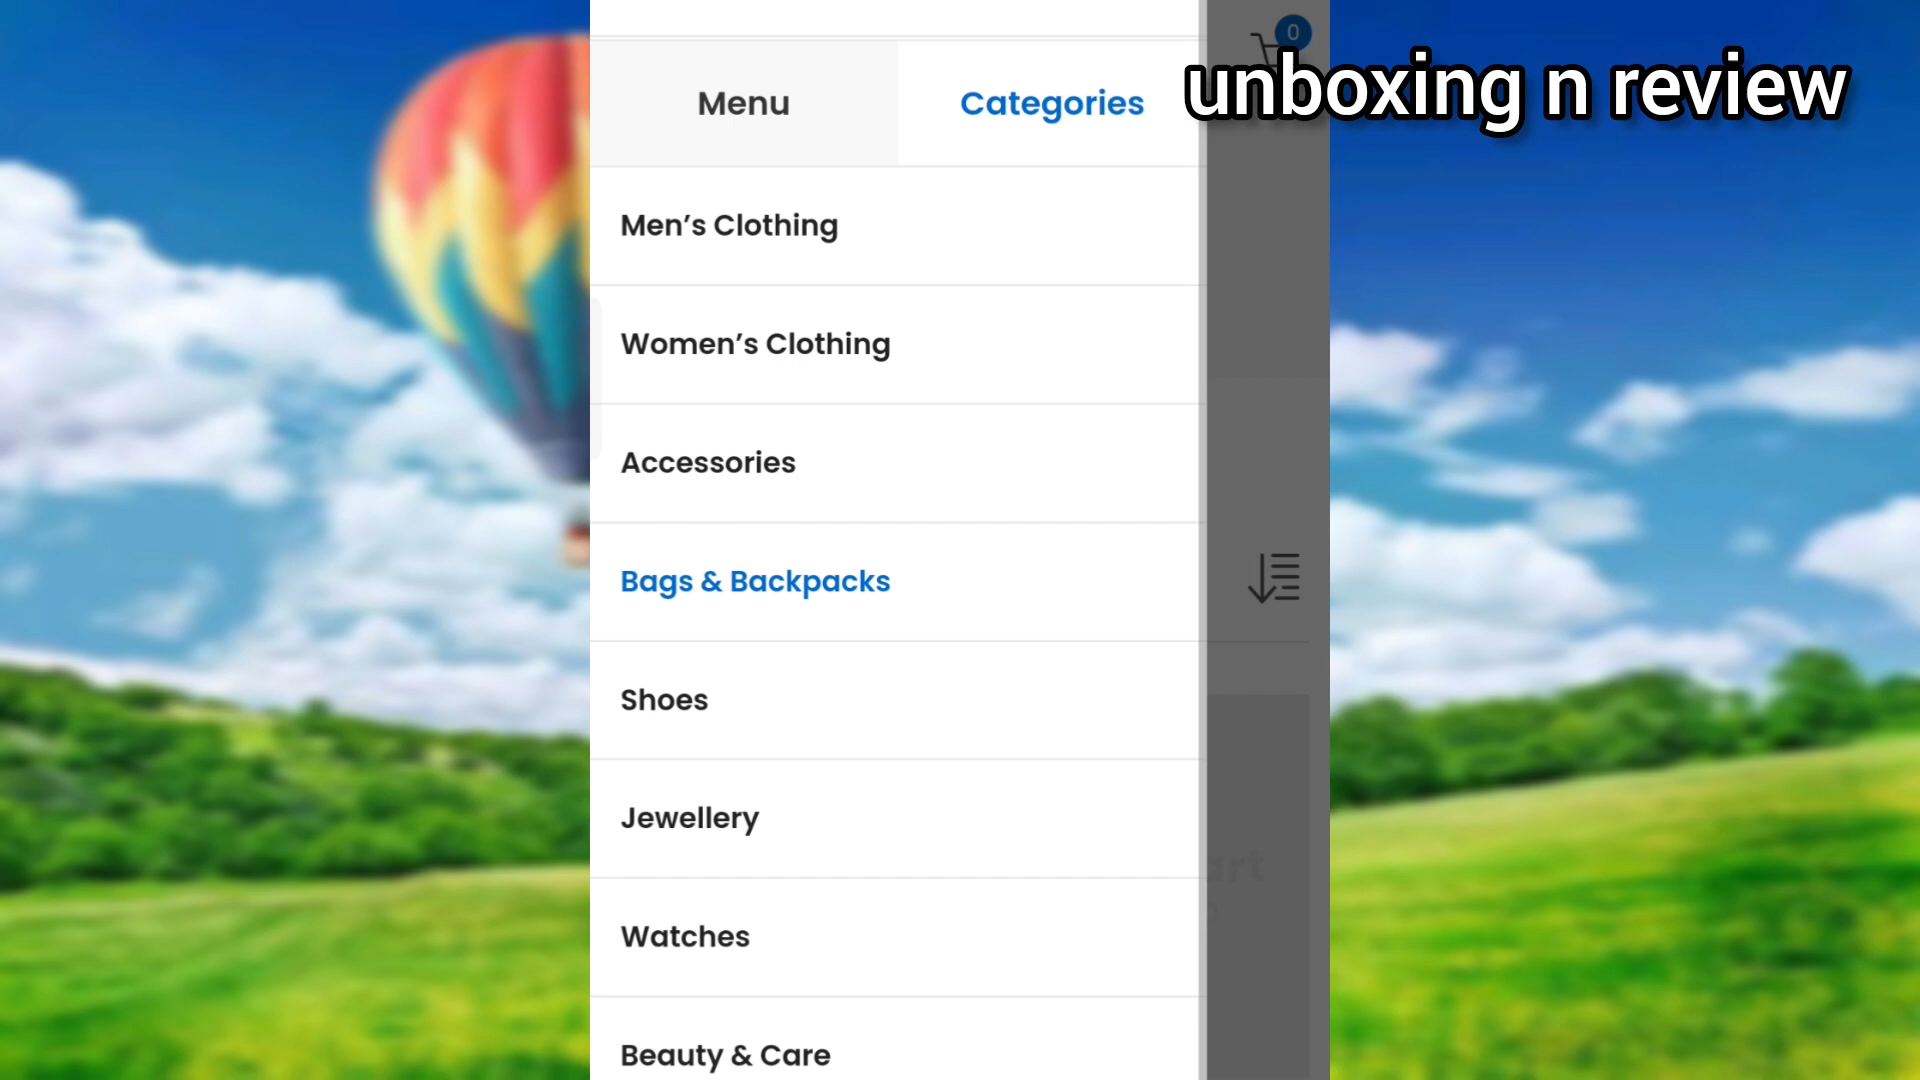 0
unboxing n review
Menu
Categories
Men’s Clothing
Women’s Clothing
Accessories
Bags & Backpacks
Shoes
Jewellery
Watches
Beauty & Care